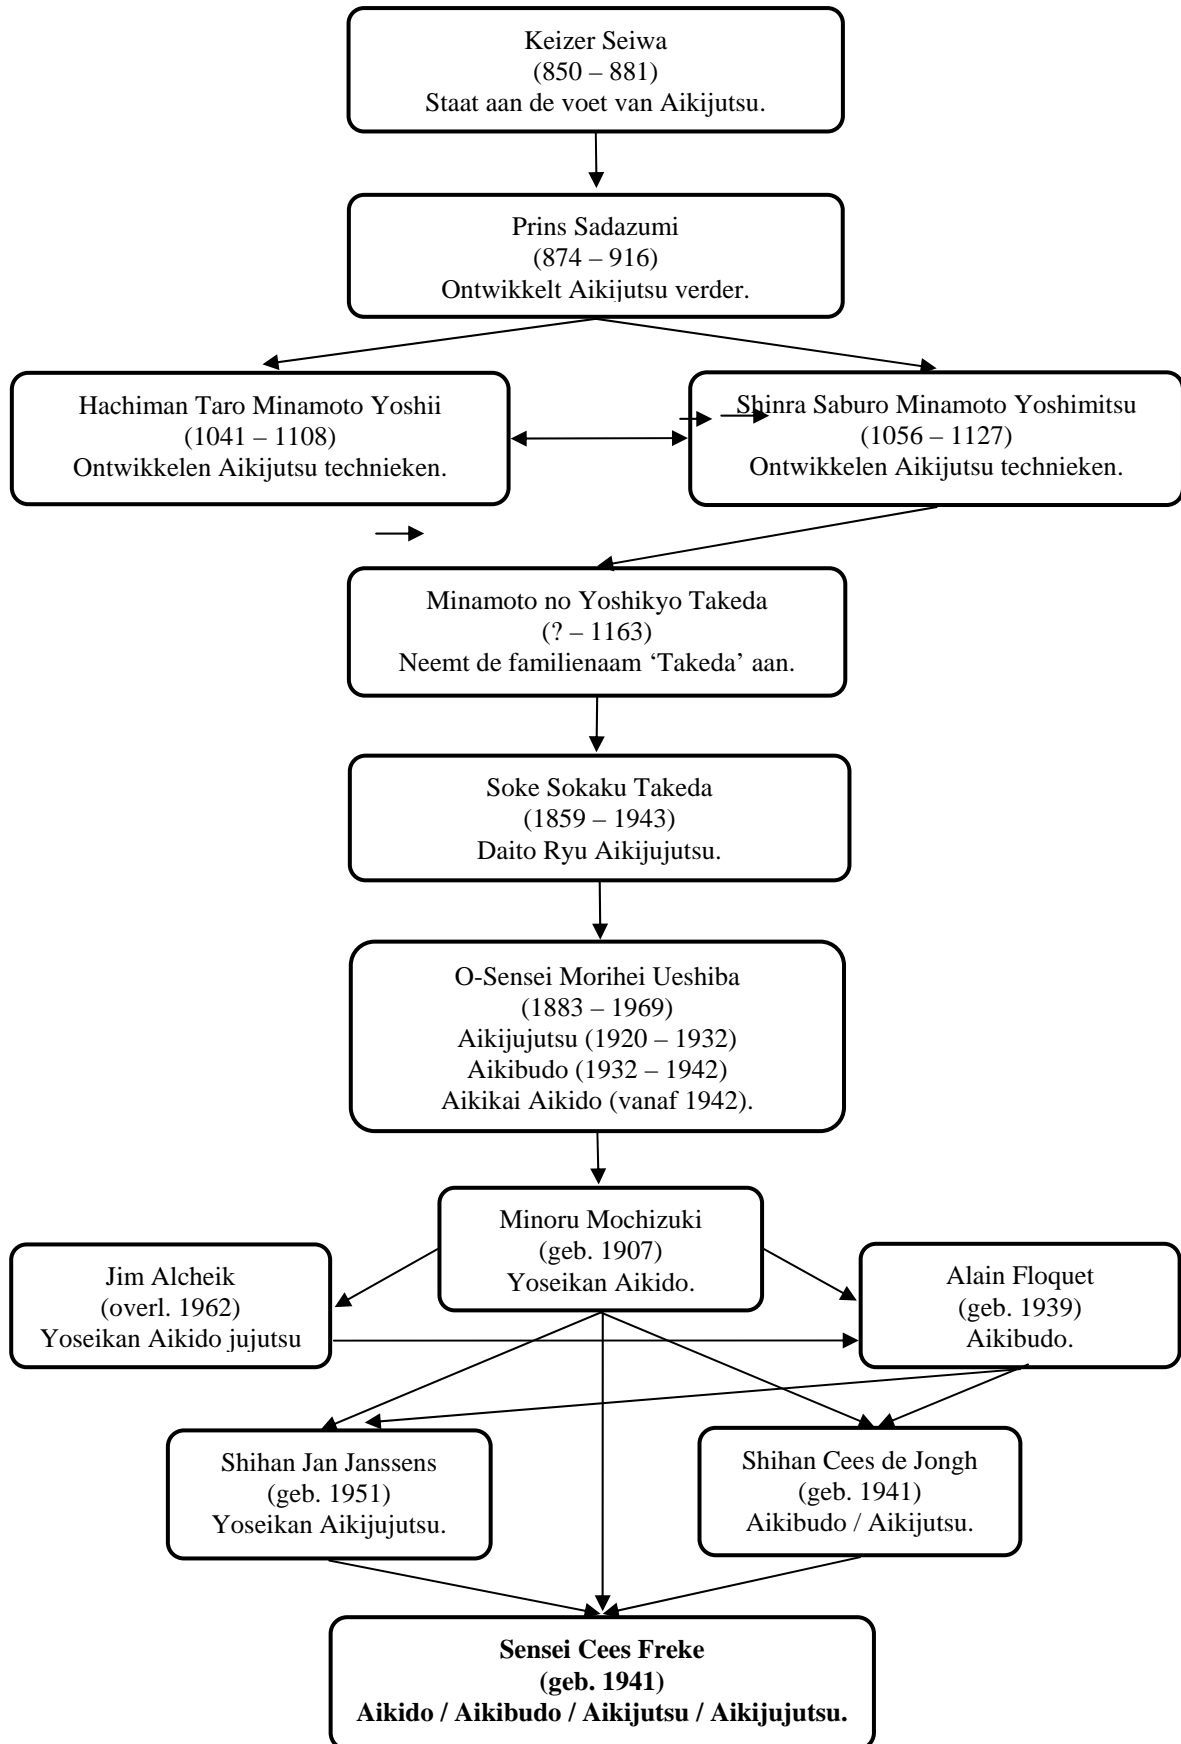 Keizer Seiwa
(850 – 881)
Staat aan de voet van Aikijutsu.
Prins Sadazumi
(874 – 916)
Ontwikkelt Aikijutsu verder.
Hachiman Taro Minamoto Yoshii
(1041 – 1108)
Ontwikkelen Aikijutsu technieken.
Shinra Saburo Minamoto Yoshimitsu
(1056 – 1127)
Ontwikkelen Aikijutsu technieken.
Minamoto no Yoshikyo Takeda
(? – 1163)
Neemt de familienaam ‘Takeda’ aan.
Soke Sokaku Takeda
(1859 – 1943)
Daito Ryu Aikijujutsu.
O-Sensei Morihei Ueshiba
(1883 – 1969)
Aikijujutsu (1920 – 1932)
Aikibudo (1932 – 1942)
Aikikai Aikido (vanaf 1942).
Minoru Mochizuki
(geb. 1907)
Yoseikan Aikido.
Jim Alcheik
(overl. 1962)
Yoseikan Aikido jujutsu
Alain Floquet
(geb. 1939)
Aikibudo.
Shihan Jan Janssens
(geb. 1951)
Yoseikan Aikijujutsu.
Shihan Cees de Jongh
(geb. 1941)
Aikibudo / Aikijutsu.
Sensei Cees Freke
(geb. 1941)
Aikido / Aikibudo / Aikijutsu / Aikijujutsu.